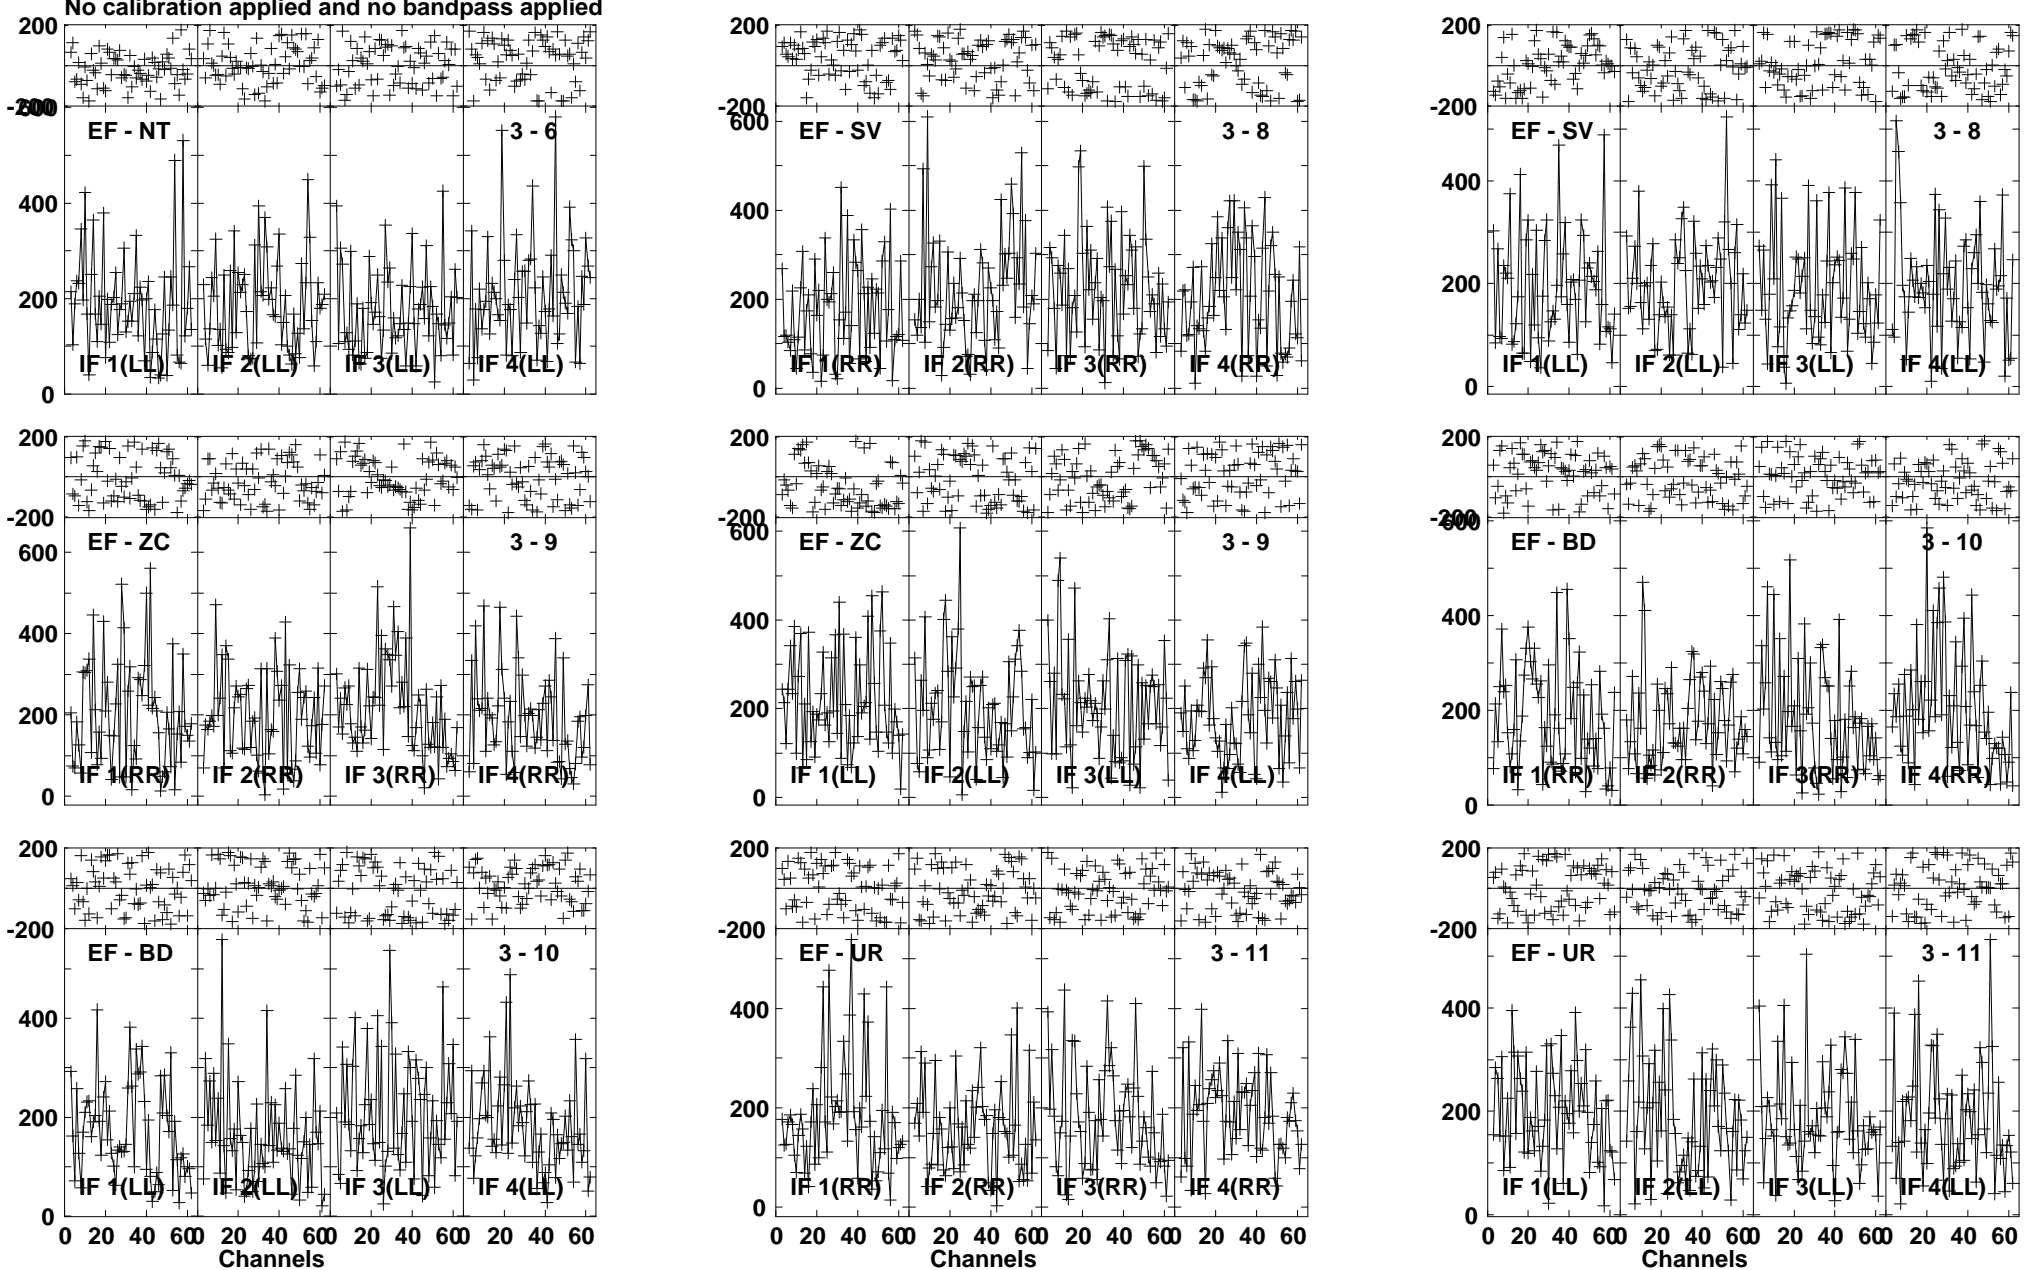 No calibration applied and no bandpass applied
200
-200
600
400
200
0
EF - NT
3 - 6
IF 1(LL)
IF 2(LL)
IF 3(LL)
IF 4(LL)
200
-200
600
400
200
0
EF - SV
3 - 8
IF 1(RR)
IF 2(RR)
IF 3(RR)
IF 4(RR)
200
-200
400
200
0
EF - SV
3 - 8
IF 1(LL)
IF 2(LL)
IF 3(LL)
IF 4(LL)
200
-200
600
400
200
0
EF - ZC
3 - 9
IF 1(RR)
IF 2(RR)
IF 3(RR)
IF 4(RR)
200
-200
600
400
200
0
EF - ZC
3 - 9
IF 1(LL)
IF 2(LL)
IF 3(LL)
IF 4(LL)
200
-200
600
400
200
0
EF - BD
3 - 10
IF 1(RR)
IF 2(RR)
IF 3(RR)
IF 4(RR)
200
-200
400
200
0
EF - BD
3 - 10
IF 1(LL)
IF 2(LL)
IF 3(LL)
IF 4(LL)
0 20 40 60 0 20 40 60 0 20 40 60 0 20 40 60
Channels
200
-200
400
200
0
EF - UR
3 - 11
IF 1(RR)
IF 2(RR)
IF 3(RR)
IF 4(RR)
0 20 40 60 0 20 40 60 0 20 40 60 0 20 40 60
Channels
200
-200
400
200
0
EF - UR
3 - 11
IF 1(LL)
IF 2(LL)
IF 3(LL)
IF 4(LL)
0 20 40 60 0 20 40 60 0 20 40 60 0 20 40 60
Channels